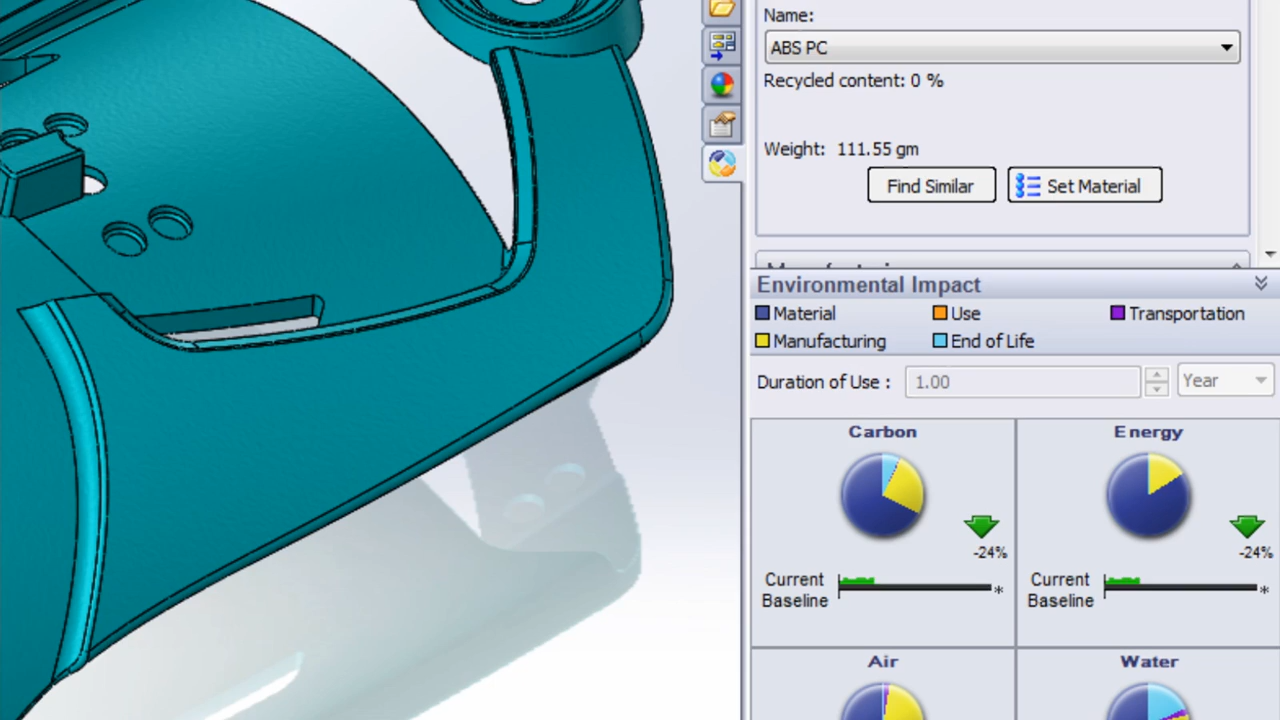 Name:
ABS PC
Recycled content: 0 %
Weight: 111.55 gm
Find Similar Set Material
Environmental Impact
Material Use Transportation
Manufacturing End of Life
Duration of Use : 1.00 Year
Carbon Energy
-24% -24%
Current Current
Baseline * Baseline *
Air Water